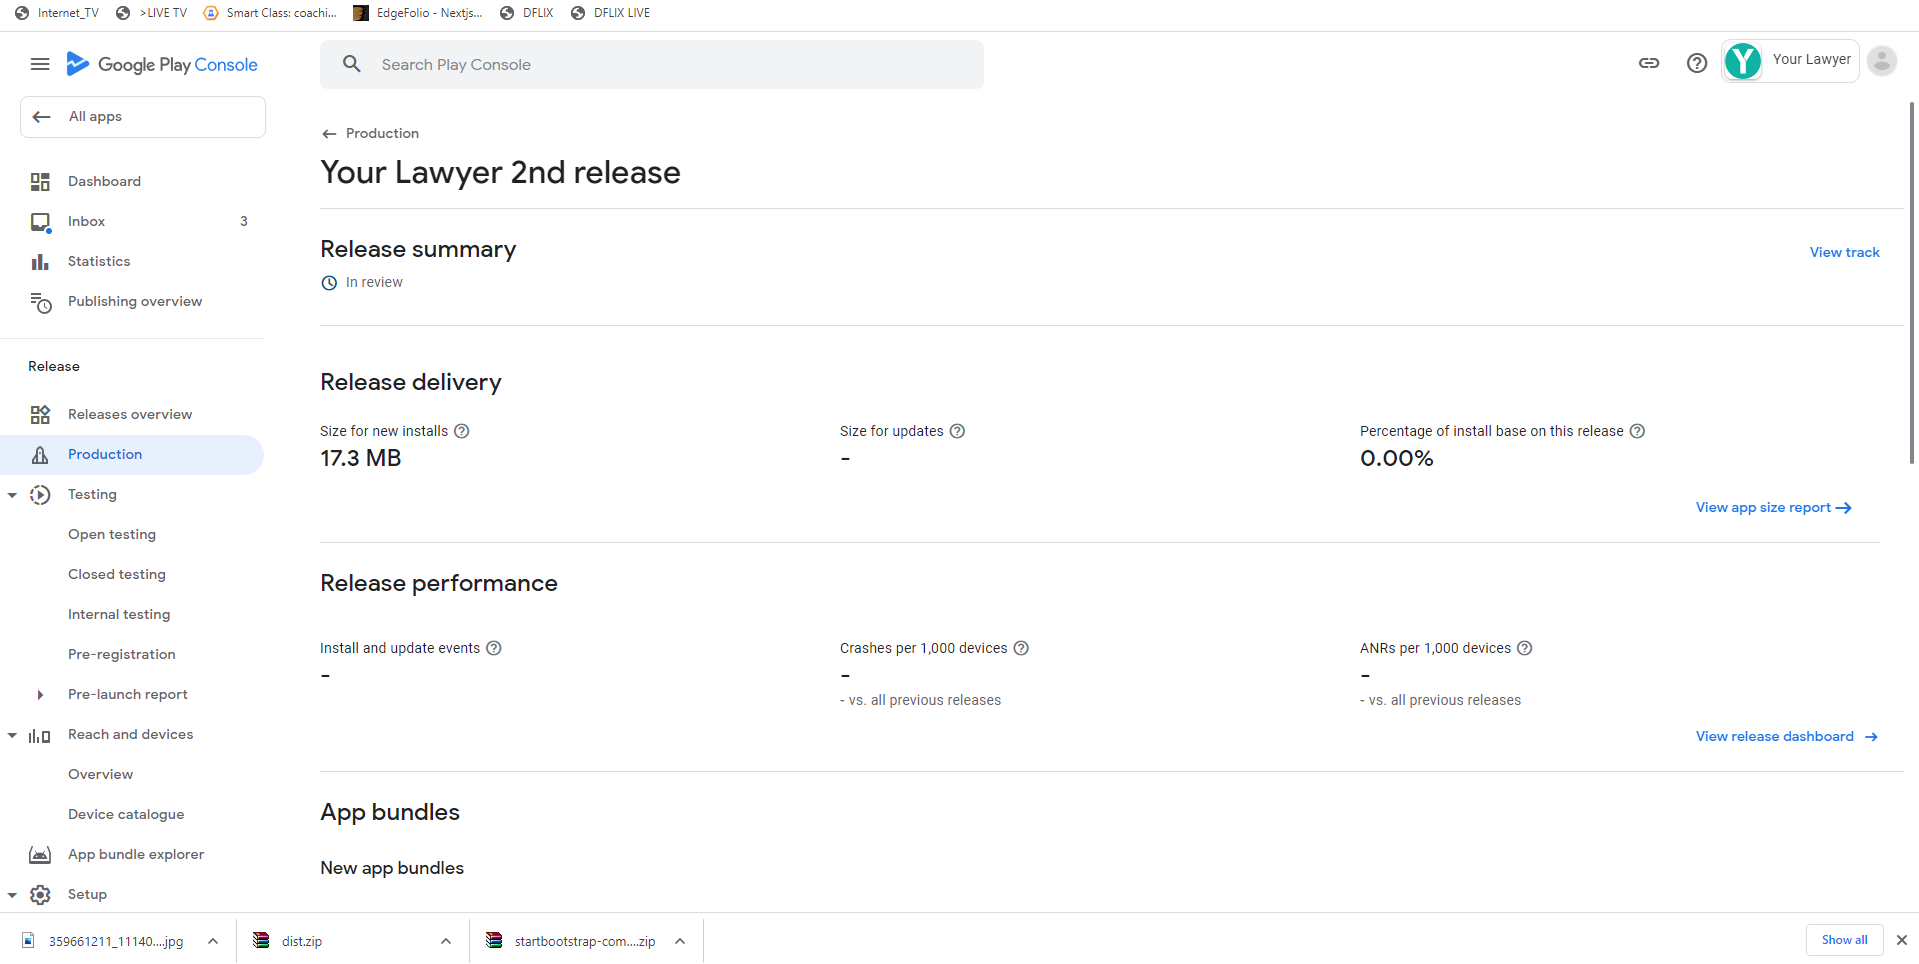 Internet_TV >LIVE TV Smart Class: coachi... EdgeFolio - Nextjs... DFLIX DFLIX LIVE
Google Play Console
Search Play Console
Y Your Lawyer
All apps
Dashboard
Inbox 3
Statistics
Publishing overview
Release
Releases overview
Production
Testing
Open testing
Closed testing
Internal testing
Pre-registration
Pre-launch report
Reach and devices
Overview
Device catalogue
App bundle explorer
Setup
Production
Your Lawyer 2nd release
Release summary
View track
In review
Release delivery
Size for new installs
17.3 MB
Size for updates
-
Percentage of install base on this release
0.00%
View app size report
Release performance
Install and update events
-
Crashes per 1,000 devices
-
- vs. all previous releases
ANRs per 1,000 devices
-
- vs. all previous releases
View release dashboard
App bundles
New app bundles
359661211_11140....jpg dist.zip startbootstrap-com....zip Show all